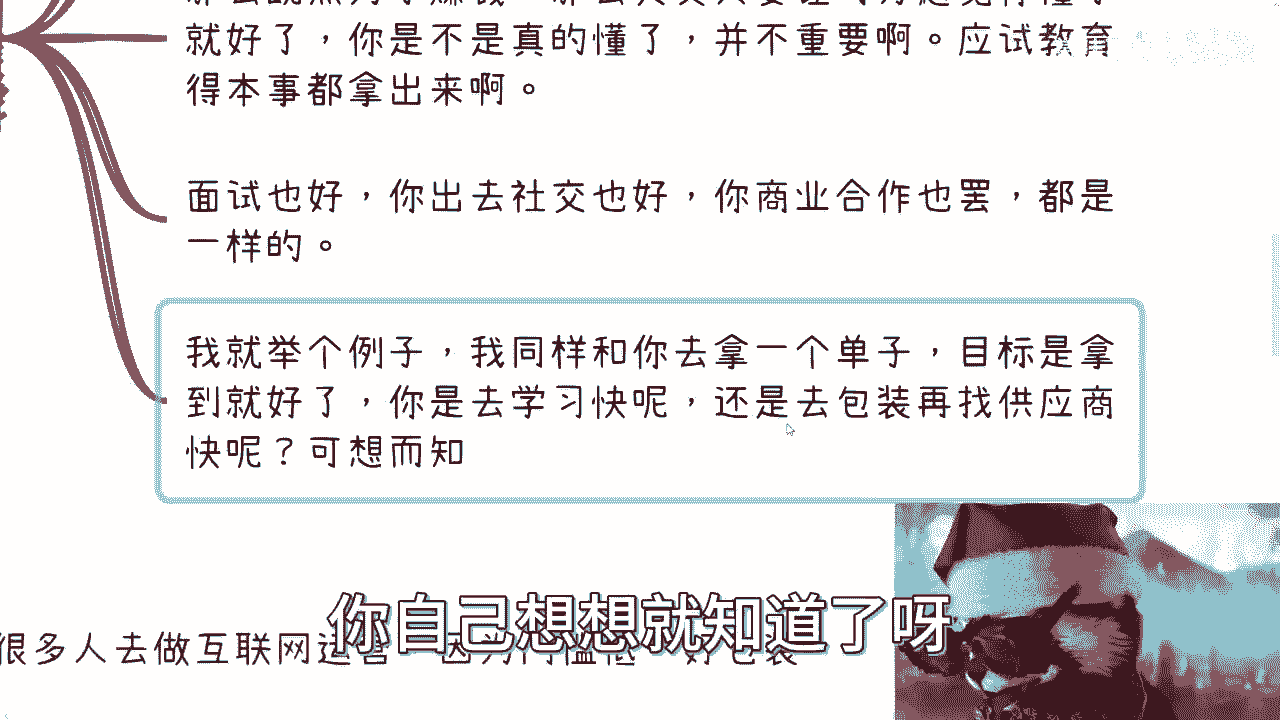 就好了，你是不是真的懂了，并不重要啊。应试教育
得本事都拿出来啊。
面试也好，你出去社交也好，你商业合作也罢，都是
一样的。
我就举个例子，我同样和你去拿一个单子，目标是拿
到就好了，你是去学习快呢，还是去包装再找供应商
快呢？可想而知
你自己想想就知道了呀
很多人去做互联网